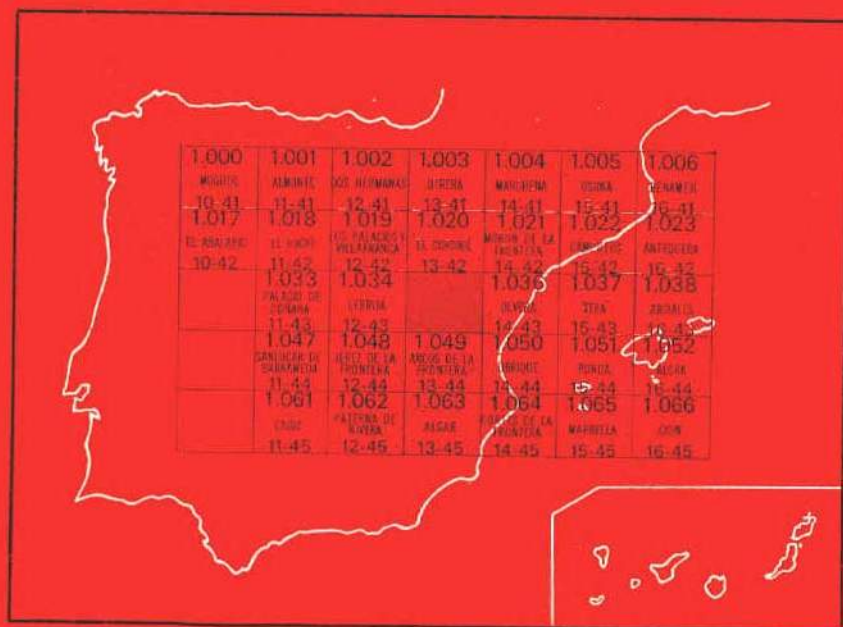 1.000 1.001 1.002 1.003 1.004 1.005 1.006
MOGUER ALMONTE DOS HERMANAS UTRERA MARCHENA OSUNA BENAMEJI
10-41 11-41 12-41 13-41 14-41 15-41 16-41
1.017 1.018 1.019 1.020 1.021 1.022 1.023
EL ABALARIO EL ROCIO LOS PALACIOS Y VILLAFRANCA EL CORONIL MORON DE LA FRONTERA CAMPILLOS ANTEQUERA
10-42 11-42 12-42 13-42 14-42 15-42 16-42
1.033 1.034 1.036 1.037 1.038
PALACIO DE DOÑANA LEBRIJA OLVERA TEBA ARDALES
11-43 12-43 14-43 15-43 16-43
1.047 1.048 1.049 1.050 1.051 1.052
SANLUCAR DE BARRAMEDA JEREZ DE LA FRONTERA ARCOS DE LA FRONTERA UBRIQUE RONDA ALORA
11-44 12-44 13-44 14-44 15-44 16-44
1.061 1.062 1.063 1.064 1.065 1.066
CADIZ PATERNA DE RIVERA ALGAR CORTES DE LA FRONTERA MARBELLA COIN
11-45 12-45 13-45 14-45 15-45 16-45